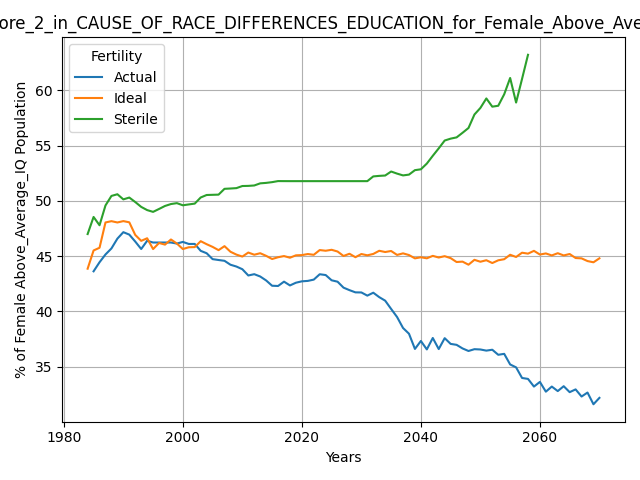 ore_2_in_CAUSE_OF_RACE_DIFFERENCES_EDUCATION_for_Female_Above_Ave
Fertility
Actual
Ideal
Sterile
% of Female Above_Average_IQ Population
60
55
50
45
40
35
1980
2000
2020
2040
2060
Years